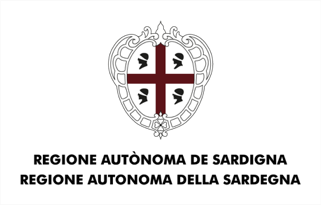 REGIONE AUTÒNOMA DE SARDIGNA
REGIONE AUTONOMA DELLA SARDEGNA